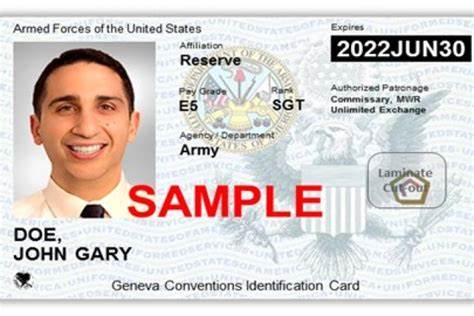 Armed Forces of the United States
Affiliation
Reserve
Expires
2022JUN30
Pay Grade
E5
Rank
SGT
Authorized Patronage
Commissary, MWR
Unlimited Exchange
Agency / Department
Army
Laminate
Cut-out
SAMPLE
DOE,
JOHN GARY
Geneva Conventions Identification Card